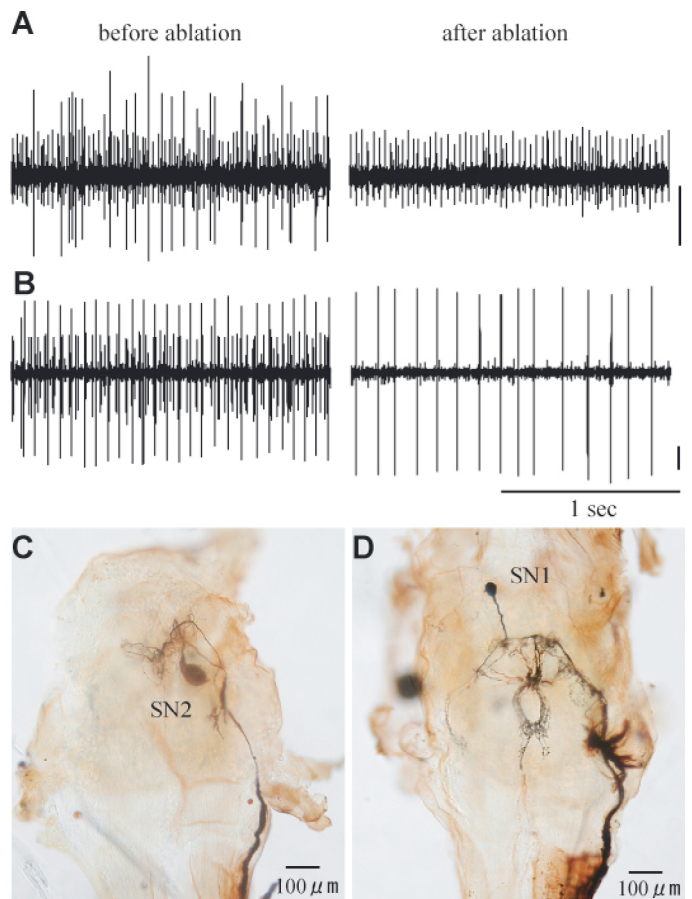 A
before ablation
after ablation
B
1 sec
C
SN2
100 μm
D
SN1
100 μm